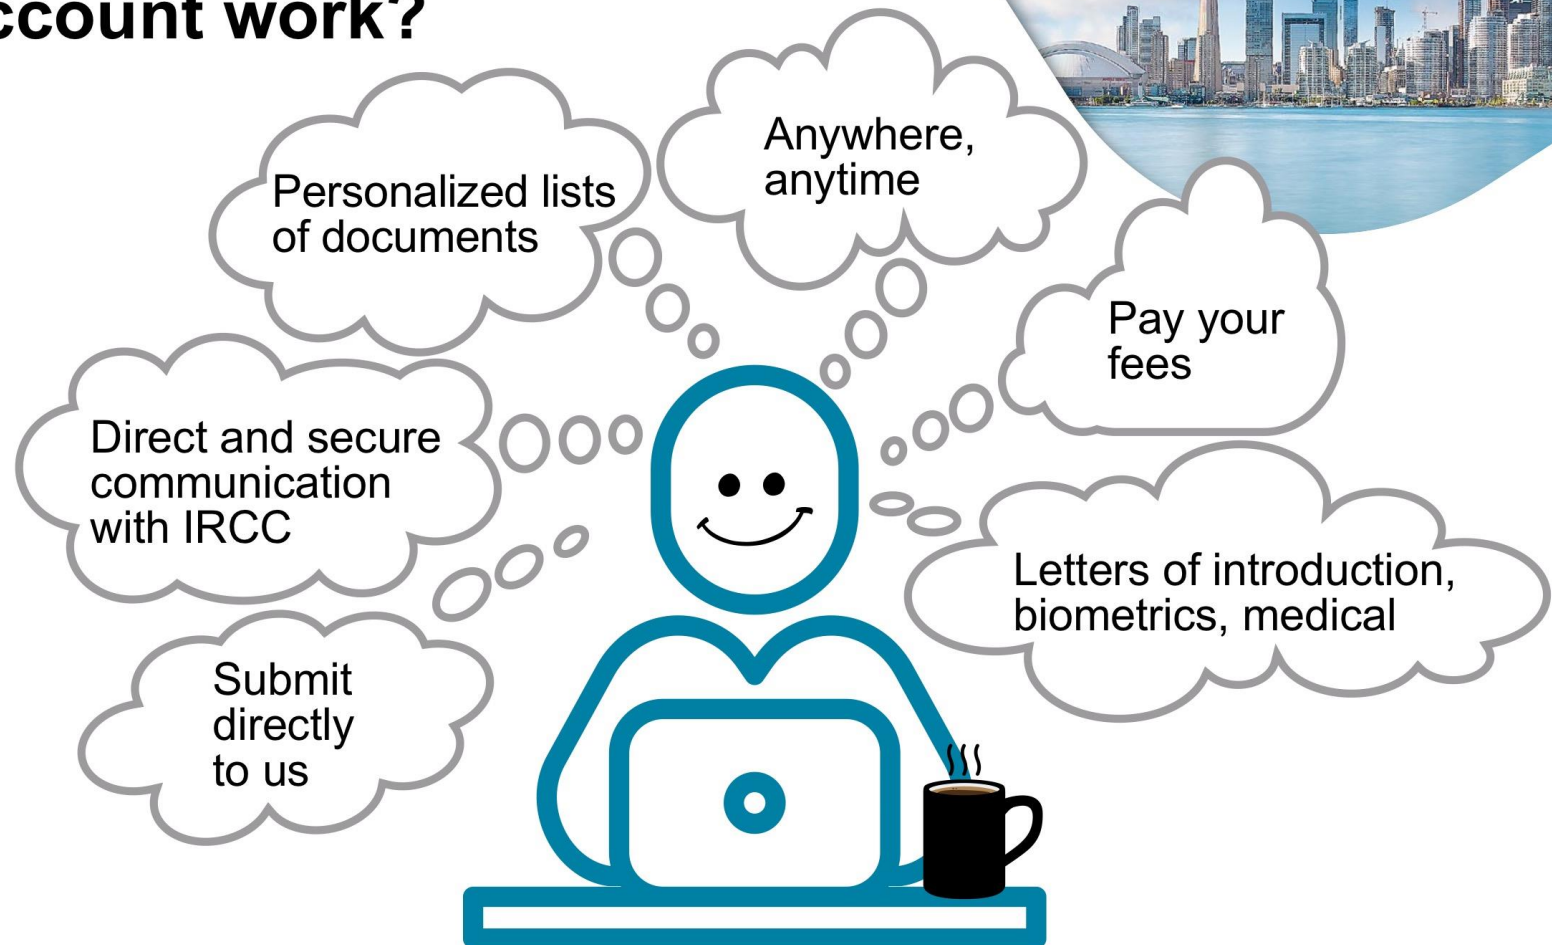 ccount work?
Anywhere,
anytime
Personalized lists
of documents
Pay your
fees
Direct and secure
communication
with IRCC
Letters of introduction,
biometrics, medical
Submit
directly
to us